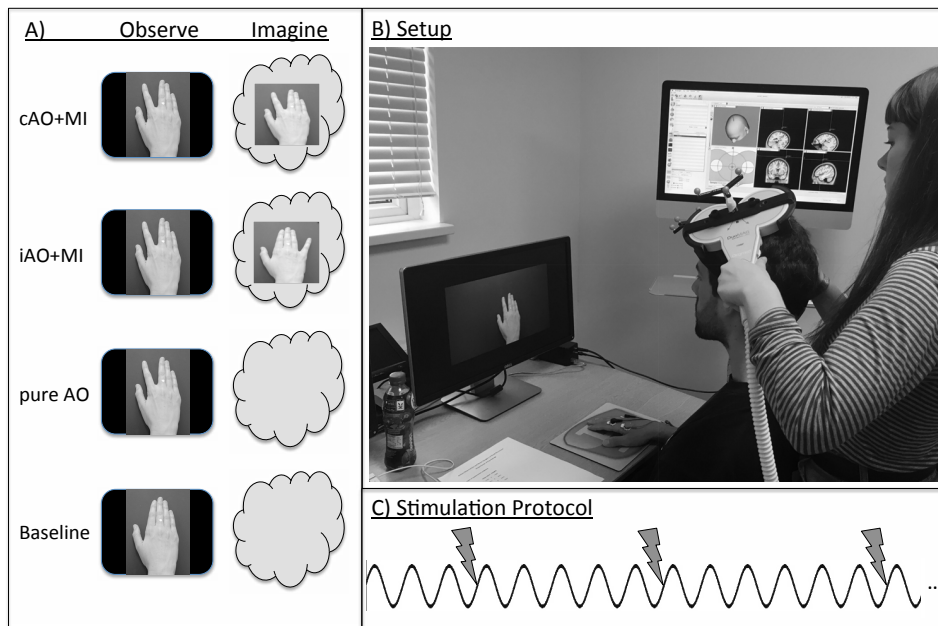 A) Observe Imagine
cAO+MI
iAO+MI
pure AO
Baseline
B) Setup
C) Stimulation Protocol
...